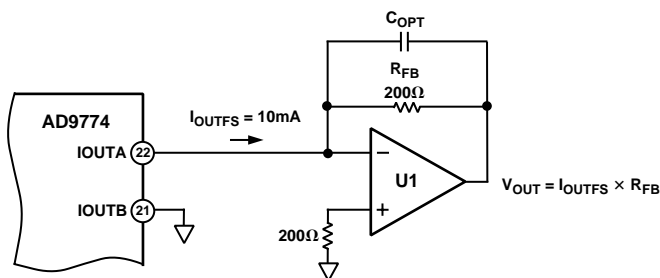 C_OPT
R_FB
200Ω
AD9774
I_OUTFS = 10mA
IOUTA 22
−
U1
V_OUT = I_OUTFS × R_FB
IOUTB 21
+
200Ω